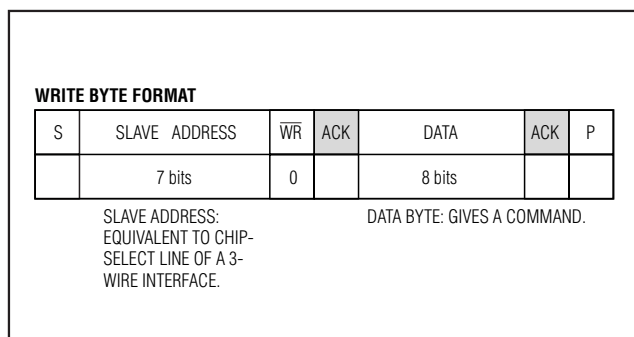 WRITE BYTE FORMAT
S SLAVE ADDRESS WR ACK DATA ACK P
7 bits 0 8 bits
SLAVE ADDRESS:
EQUIVALENT TO CHIP-
SELECT LINE OF A 3-
WIRE INTERFACE.
DATA BYTE: GIVES A COMMAND.